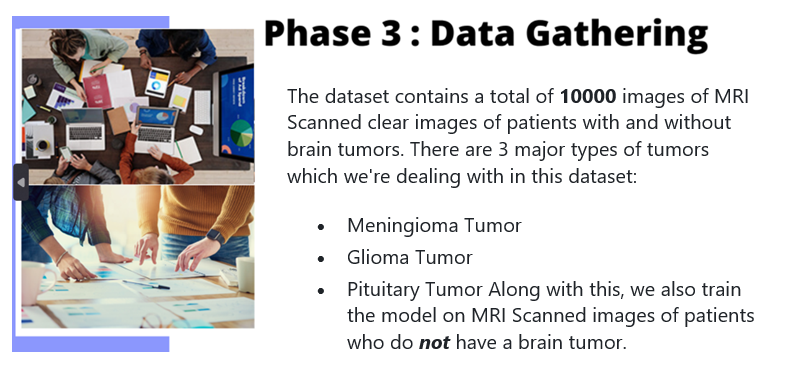 Phase 3 : Data Gathering
The dataset contains a total of 10000 images of MRI
Scanned clear images of patients with and without
brain tumors. There are 3 major types of tumors
which we're dealing with in this dataset:
• Meningioma Tumor
• Glioma Tumor
• Pituitary Tumor Along with this, we also train
the model on MRI Scanned images of patients
who do not have a brain tumor.